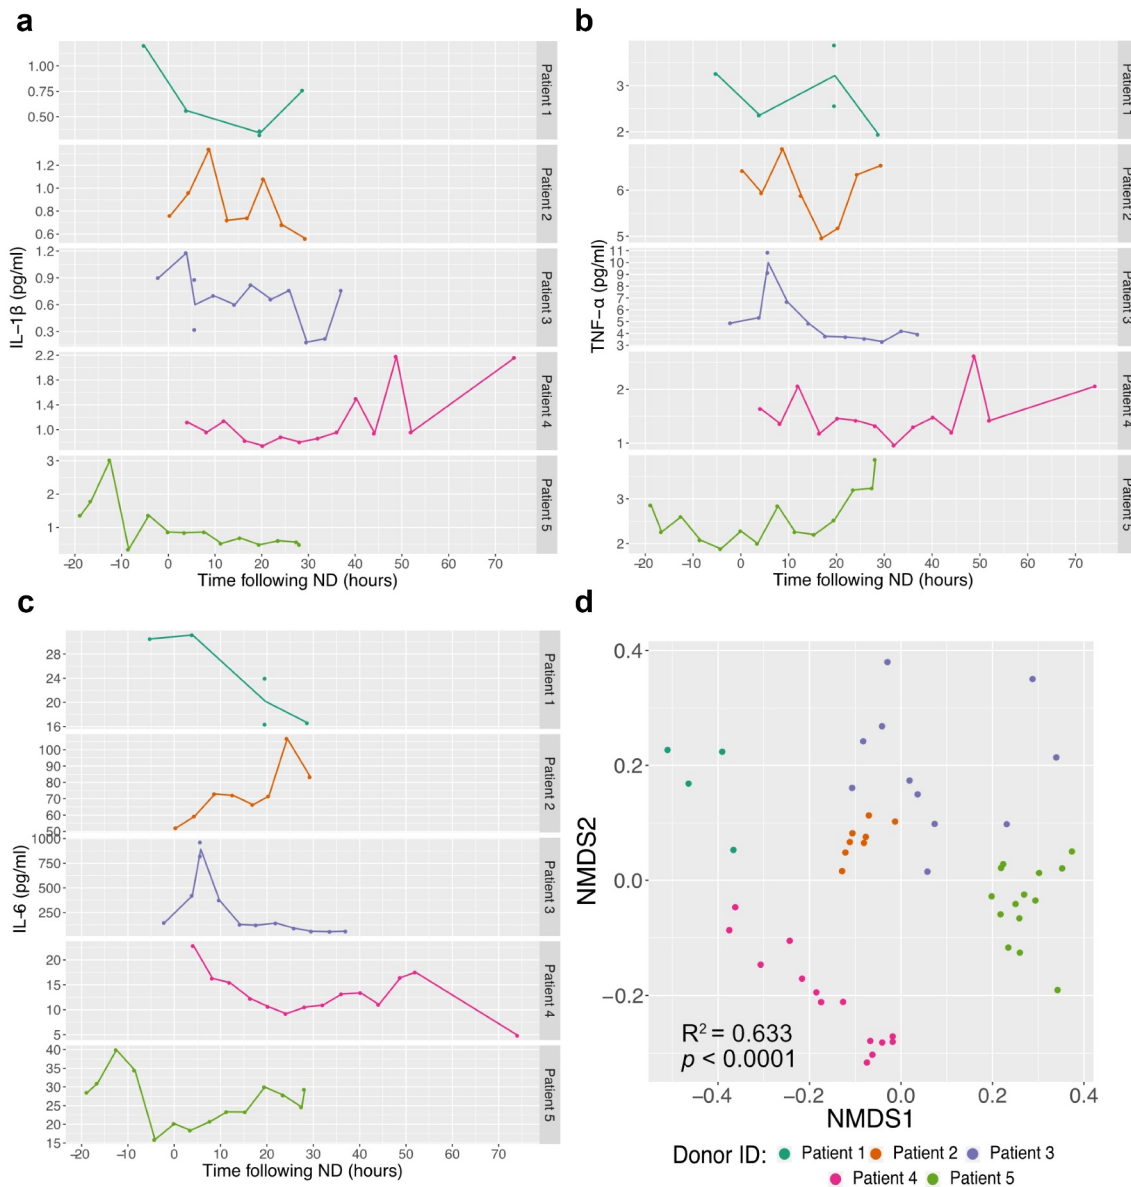 a
1.00
0.75
0.50
Patient 1
1.2
1.0
0.8
0.6
Patient 2
1.2
0.9
0.6
0.3
Patient 3
2.2
1.8
1.4
1.0
Patient 4
3
2
1
Patient 5
IL−1β (pg/ml)
−20 −10 0 10 20 30 40 50 60 70
Time following ND (hours)
b
3
2
Patient 1
6
5
Patient 2
11
10
9
8
7
6
5
4
3
Patient 3
2
1
Patient 4
3
2
Patient 5
TNF−α (pg/ml)
−20 −10 0 10 20 30 40 50 60 70
Time following ND (hours)
c
28
24
20
16
Patient 1
100
90
80
70
60
50
Patient 2
1000
750
500
250
Patient 3
20
15
10
5
Patient 4
40
35
30
25
20
15
Patient 5
IL-6 (pg/ml)
−20 −10 0 10 20 30 40 50 60 70
Time following ND (hours)
d
0.4
0.2
0.0
−0.2
NMDS2
R² = 0.633
p < 0.0001
−0.4 −0.2 0.0 0.2 0.4
NMDS1
Donor ID: Patient 1 Patient 2 Patient 3
Patient 4 Patient 5